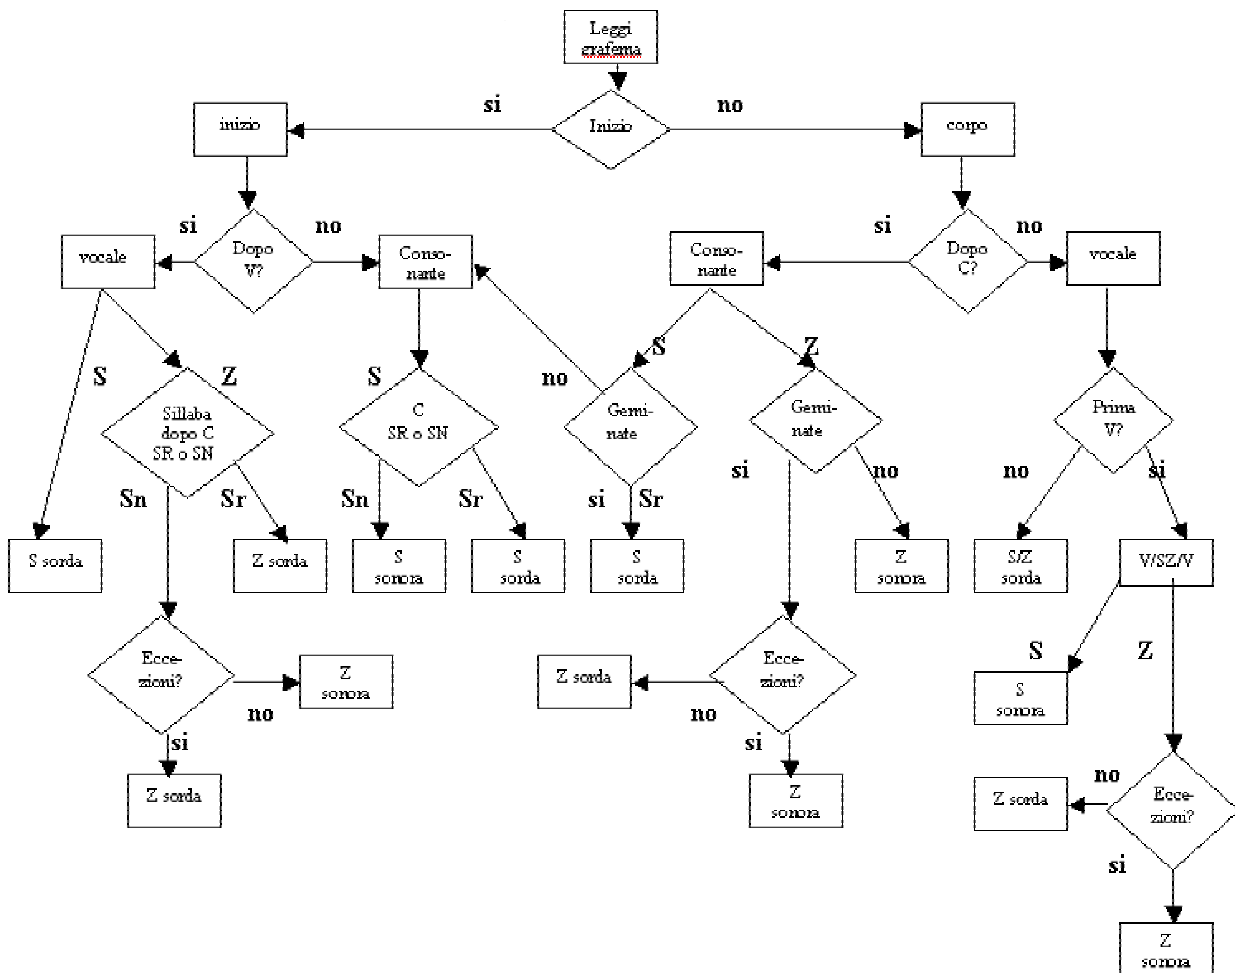 Leggi
grafema
si
no
inizio
Inizio
corpo
si
no
si
no
vocale
Dopo
V?
Conso-
nante
Conso-
nante
Dopo
C?
vocale
S
Z
S
no
S
Z
Sillaba
dopo C
SR o SN
C
SR o SN
Gemi-
nate
Gemi-
nate
Prima
V?
Sn
Sr
Sn
Sr
si
Sr
si
no
no
si
S sorda
Z sorda
S
sonora
S
sorda
S
sorda
Z
sonora
S/Z
sorda
V/SZ/V
Ecce-
zioni?
no
Z
sonora
Z sorda
no
Ecce-
zioni?
S
Z
S
sonora
si
si
Z sorda
Z
sonora
Z sorda
no
Ecce-
zioni?
si
Z
sonora